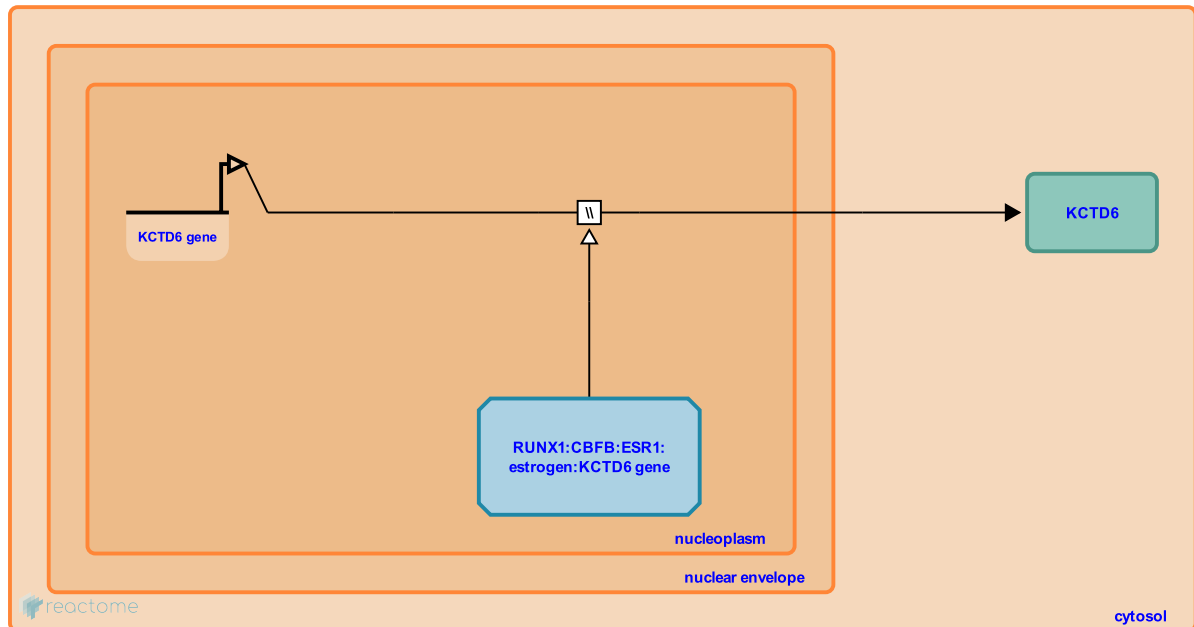 KCTD6 gene
\\
KCTD6
RUNX1:CBFB:ESR1:
estrogen:KCTD6 gene
nucleoplasm
nuclear envelope
reactome
cytosol